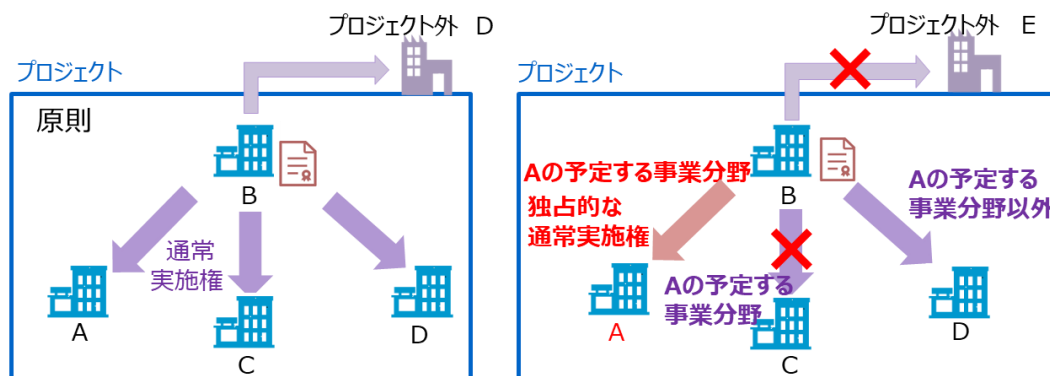 プロジェクト外 D
プロジェクト
原則
B
通常
実施権
A
C
D
プロジェクト外 E
プロジェクト
B
Aの予定する事業分野
独占的な
通常実施権
Aの予定する
事業分野以外
Aの予定する
事業分野
A
C
D